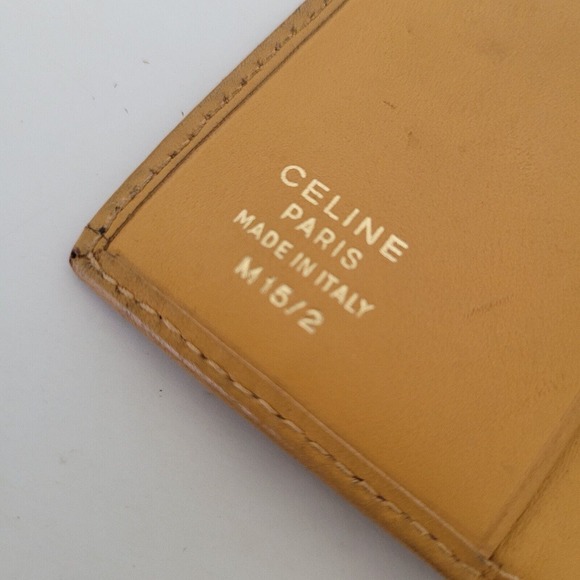 CELINE
PARIS
MADE IN ITALY
M15/2